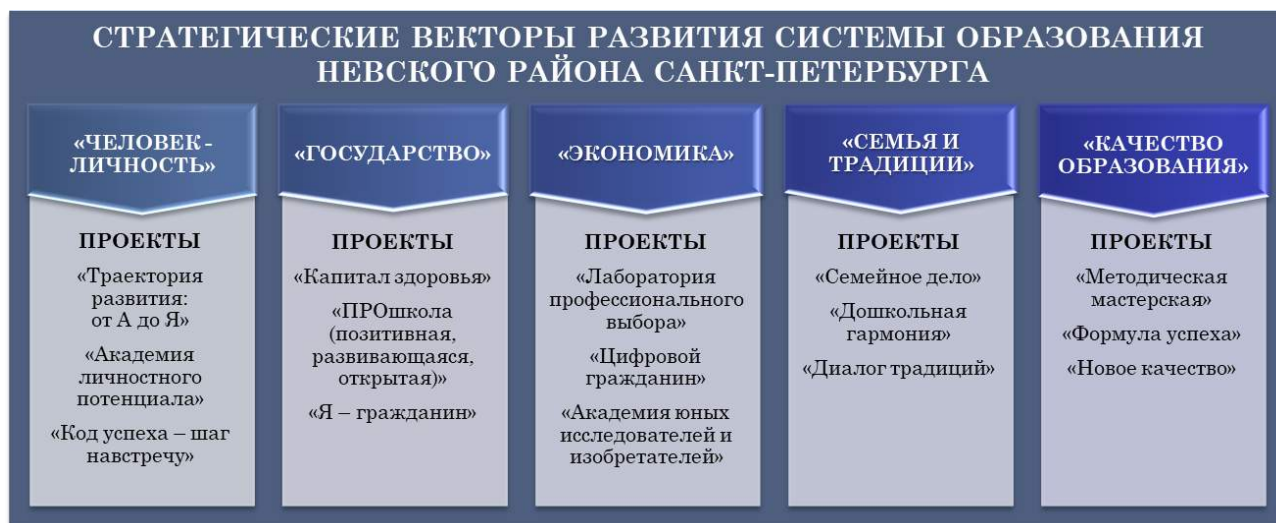 СТРАТЕГИЧЕСКИЕ ВЕКТОРЫ РАЗВИТИЯ СИСТЕМЫ ОБРАЗОВАНИЯ
НЕВСКОГО РАЙОНА САНКТ-ПЕТЕРБУРГА
«ЧЕЛОВЕК -
ЛИЧНОСТЬ»
ПРОЕКТЫ
«Траектория
развития:
от А до Я»
«Академия
личностного
потенциала»
«Код успеха – шаг
навстречу»
«ГОСУДАРСТВО»
ПРОЕКТЫ
«Капитал здоровья»
«ПРОшкола
(позитивная,
развивающаяся,
открытая)»
«Я – гражданин»
«ЭКОНОМИКА»
ПРОЕКТЫ
«Лаборатория
профессионального
выбора»
«Цифровой
гражданин»
«Академия юных
исследователей и
изобретателей»
«СЕМЬЯ И
ТРАДИЦИИ»
ПРОЕКТЫ
«Семейное дело»
«Дошкольная
гармония»
«Диалог традиций»
«КАЧЕСТВО
ОБРАЗОВАНИЯ»
ПРОЕКТЫ
«Методическая
мастерская»
«Формула успеха»
«Новое качество»